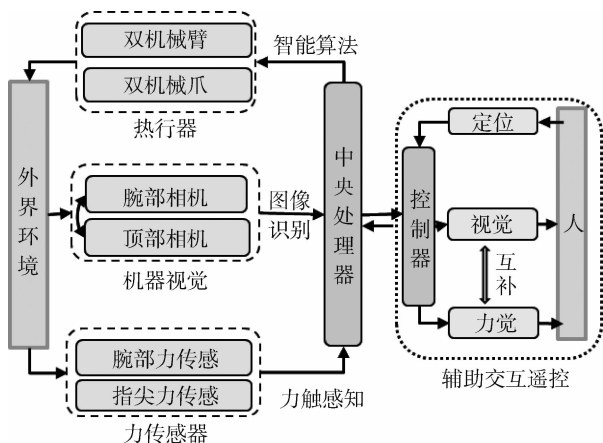 双机械臂
双机械爪
热行器
智能算法
外界环境
腕部相机
顶部相机
机器视觉
图像
识别
中央处理器
腕部力传感
指尖力传感
力传感器
力触感知
定位
控制器
视觉
互补
力觉
人
辅助交互遥控